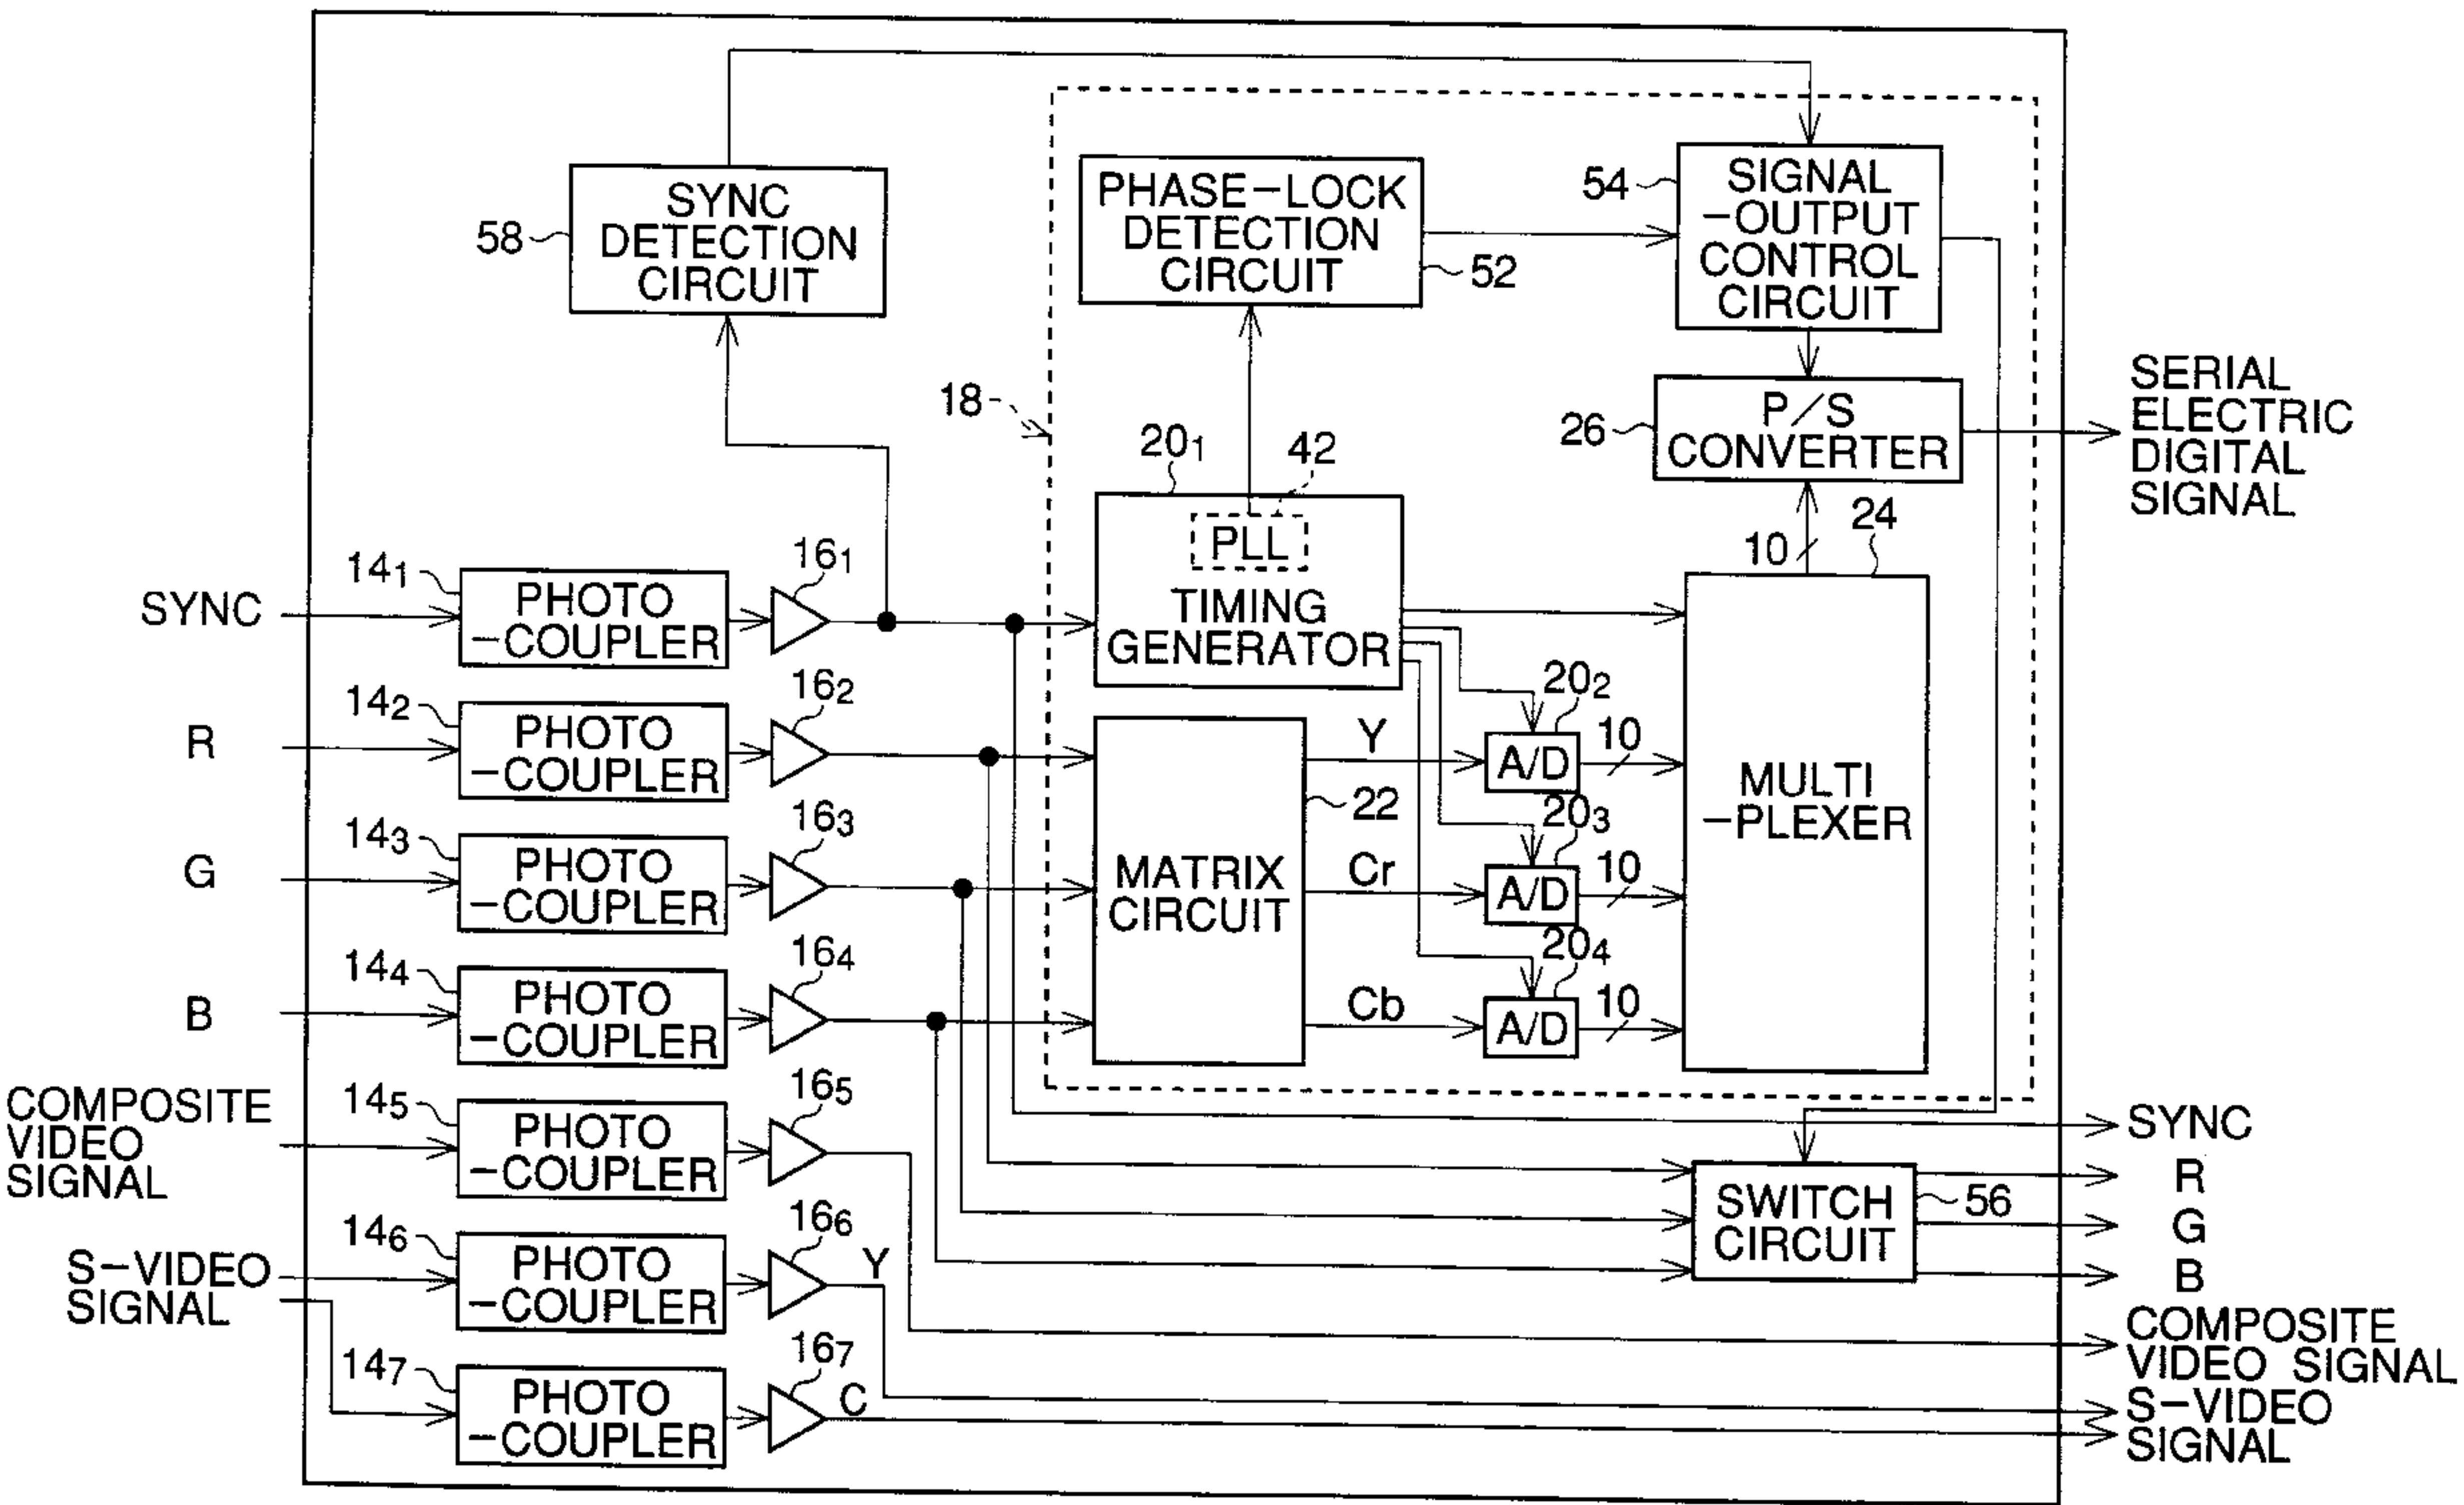 SYNC
DETECTION
CIRCUIT
58
PHASE-LOCK
DETECTION
CIRCUIT
52
54
SIGNAL
-OUTPUT
CONTROL
CIRCUIT
18
26
P/S
CONVERTER
SERIAL
ELECTRIC
DIGITAL
SIGNAL
20₁
42
PLL
TIMING
GENERATOR
10
24
SYNC
14₁
PHOTO
-COUPLER
16₁
R
14₂
PHOTO
-COUPLER
16₂
G
14₃
PHOTO
-COUPLER
16₃
B
14₄
PHOTO
-COUPLER
16₄
MATRIX
CIRCUIT
22
Y
20₂
A/D
10
Cr
20₃
A/D
10
Cb
20₄
A/D
10
MULTI
-PLEXER
COMPOSITE
VIDEO
SIGNAL
14₅
PHOTO
-COUPLER
16₅
S-VIDEO
SIGNAL
14₆
PHOTO
-COUPLER
16₆
Y
14₇
PHOTO
-COUPLER
16₇
C
SWITCH
CIRCUIT
56
SYNC
R
G
B
COMPOSITE
VIDEO SIGNAL
S-VIDEO
SIGNAL